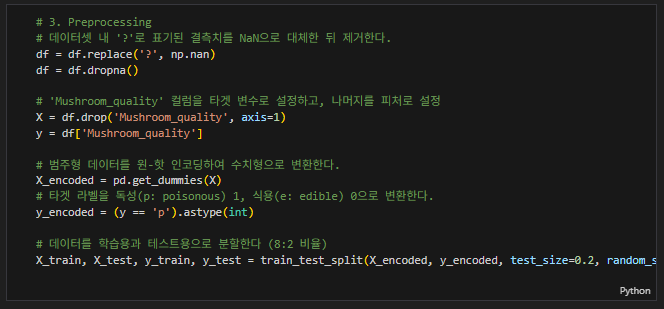 # 3. Preprocessing
# 데이터셋 내 '?'로 표기된 결측치를 NaN으로 대체한 뒤 제거한다.
df = df.replace('?', np.nan)
df = df.dropna()
# 'Mushroom_quality' 컬럼을 타겟 변수로 설정하고, 나머지를 피처로 설정
X = df.drop('Mushroom_quality', axis=1)
y = df['Mushroom_quality']
# 범주형 데이터를 원-핫 인코딩하여 수치형으로 변환한다.
X_encoded = pd.get_dummies(X)
# 타겟 라벨을 독성(p: poisonous) 1, 식용(e: edible) 0으로 변환한다.
y_encoded = (y == 'p').astype(int)
# 데이터를 학습용과 테스트용으로 분할한다 (8:2 비율)
X_train, X_test, y_train, y_test = train_test_split(X_encoded, y_encoded, test_size=0.2, random_s
Python